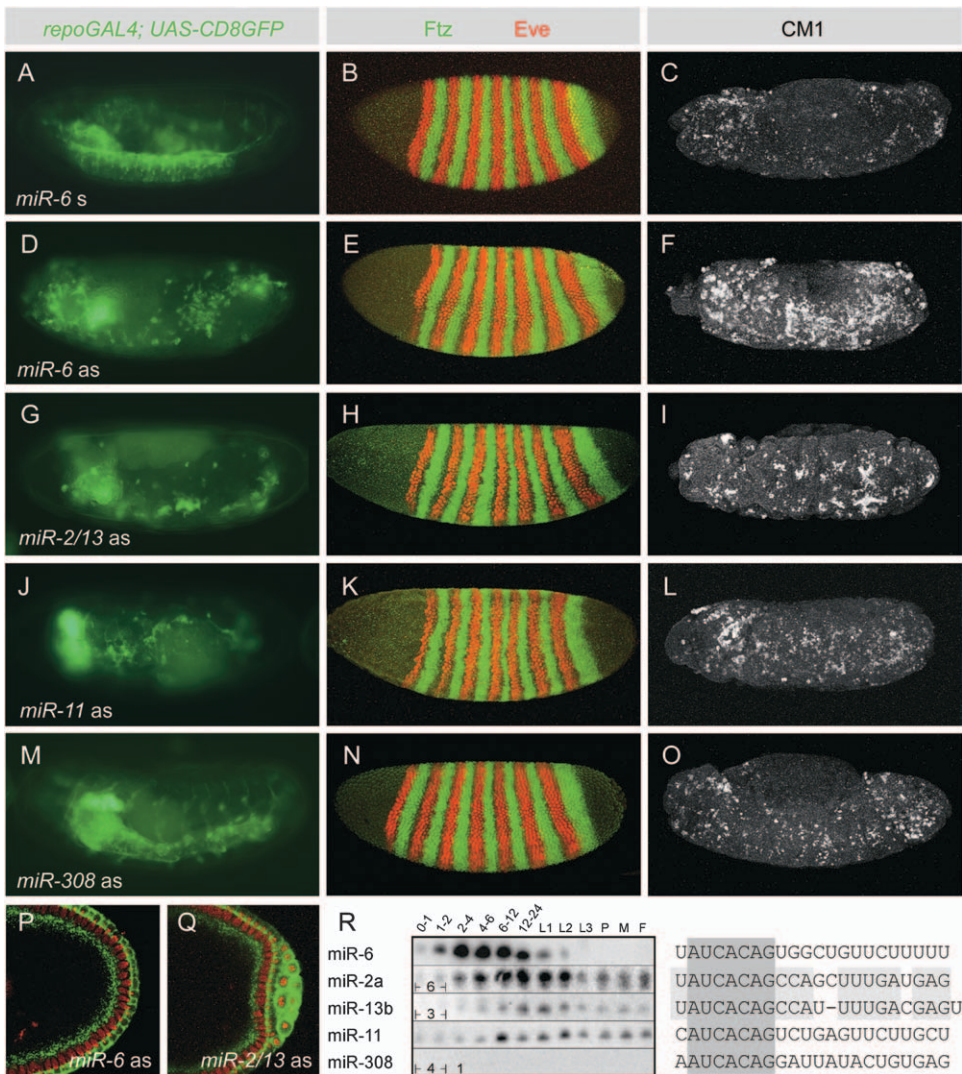 repoGAL4; UAS-CD8GFP Ftz Eve CM1
A B C
miR-6 s
D E F
miR-6 as
G H I
miR-2/13 as
J K L
miR-11 as
M N O
miR-308 as
P Q R
0-1 1-2 2-4 4-6 6-12 12-24 L1 L2 L3 P M F
miR-6 UAUCACAGUGGCUGUUCUUUUU
miR-2a 6 UAUCACAGCCAGCUUUGAUGAG
miR-13b 3 UAUCACAGCCAU-UUUGACGAGU
miR-11 CAUCACAGUCUGAGUUCUUGCU
miR-308 4 1 AAUCACAGGAUUAUACUGUGAG
miR-6 as miR-2/13 as